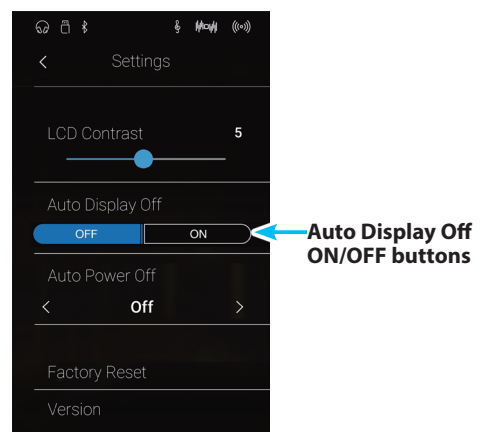 Settings
LCD Contrast 5
Auto Display Off
OFF ON
Auto Display Off
ON/OFF buttons
Auto Power Off
Off
Factory Reset
Version